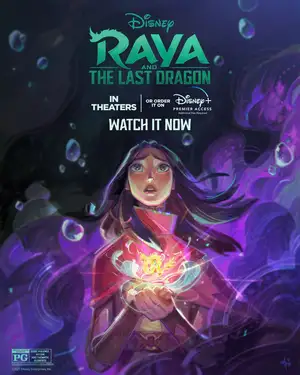 Disney
RAYA
AND
THE LAST DRAGON
IN THEATERS
OR ORDER IT ON
Disney+
PREMIER ACCESS
WATCH IT NOW
PG